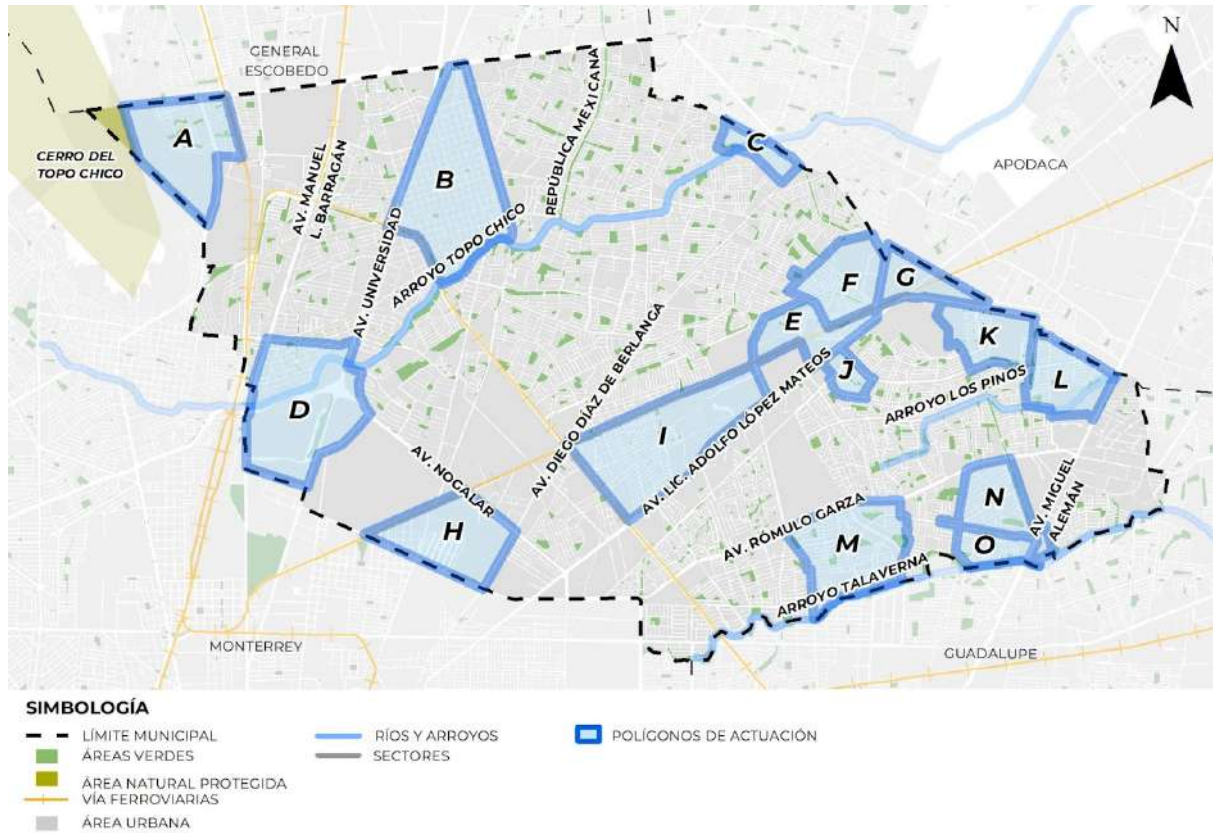 N
GENERAL
ESCOBEDO
A
CERRO DEL
TOPO CHICO
AV. MANUEL
L. BARRAGÁN
B
REPÚBLICA MEXICANA
C
APODACA
AV. UNIVERSIDAD
ARROYO TOPO CHICO
F
G
E
K
AV. DIEGO DÍAZ DE BERLANGA
J
L
D
AV. LIC. ADOLFO LÓPEZ MATEOS
ARROYO LOS PINOS
I
AV. NOCALAR
H
N
AV. MIGUEL
ALEMÁN
AV. RÓMULO GARZA
M
O
ARROYO TALAVERNA
MONTERREY
GUADALUPE
SIMBOLOGÍA
LÍMITE MUNICIPAL
ÁREAS VERDES
ÁREA NATURAL PROTEGIDA
VÍA FERROVIARIAS
ÁREA URBANA
RÍOS Y ARROYOS
SECTORES
POLÍGONOS DE ACTUACIÓN